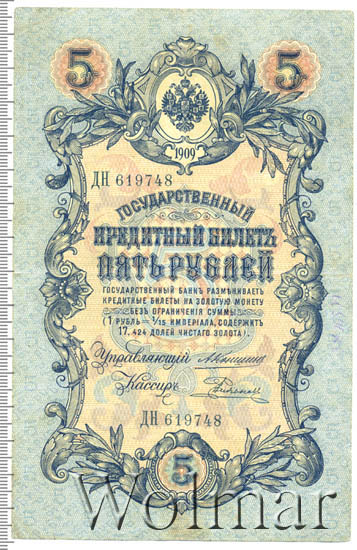 5 5
1909
ДН 619748
ГОСУДАРСТВЕННЫЙ
КРЕДИТНЫЙ БИЛЕТЪ
ПЯТЬ РУБЛЕЙ
ГОСУДАРСТВЕННЫЙ БАНКЪ РАЗМѢНИВАЕТЪ
КРЕДИТНЫЕ БИЛЕТЫ НА ЗОЛОТУЮ МОНЕТУ
БЕЗЪ ОГРАНИЧЕНІЯ СУММЫ
(1 РУБЛЬ = 1/15 ИМПЕРІАЛА, СОДЕРЖИТЪ
17,424 ДОЛЕЙ ЧИСТАГО ЗОЛОТА).
Управляющій
Кассиръ
ДН 619748
5
Wolmar